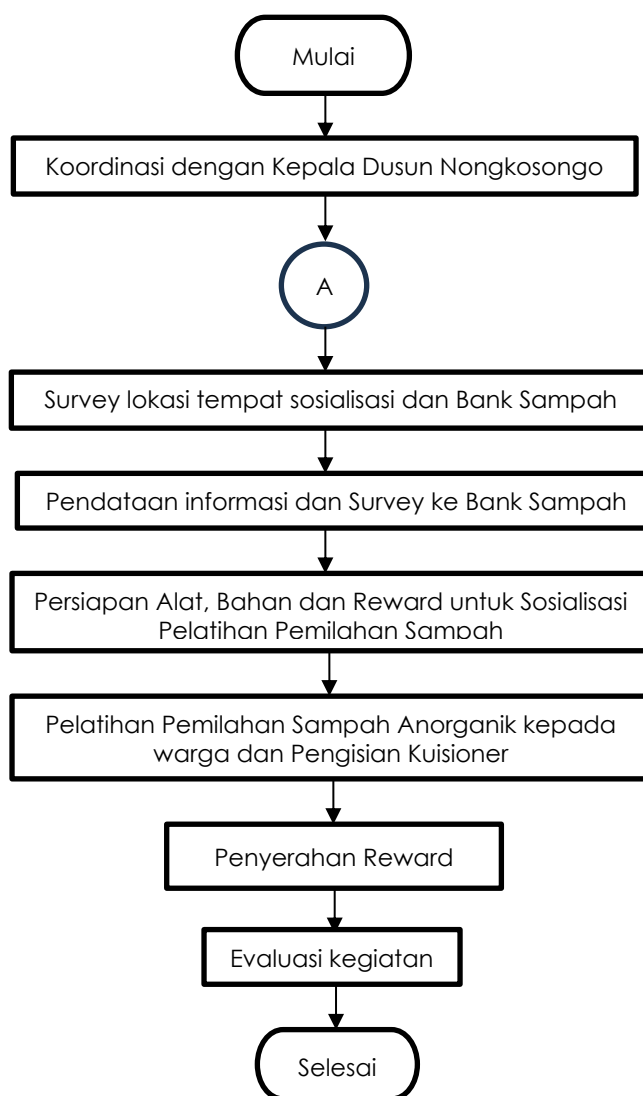 Mulai
Koordinasi dengan Kepala Dusun Nongkosongo
A
Survey lokasi tempat sosialisasi dan Bank Sampah
Pendataan informasi dan Survey ke Bank Sampah
Persiapan Alat, Bahan dan Reward untuk Sosialisasi
Pelatihan Pemilahan Sampah
Pelatihan Pemilahan Sampah Anorganik kepada
warga dan Pengisian Kuisioner
Penyerahan Reward
Evaluasi kegiatan
Selesai